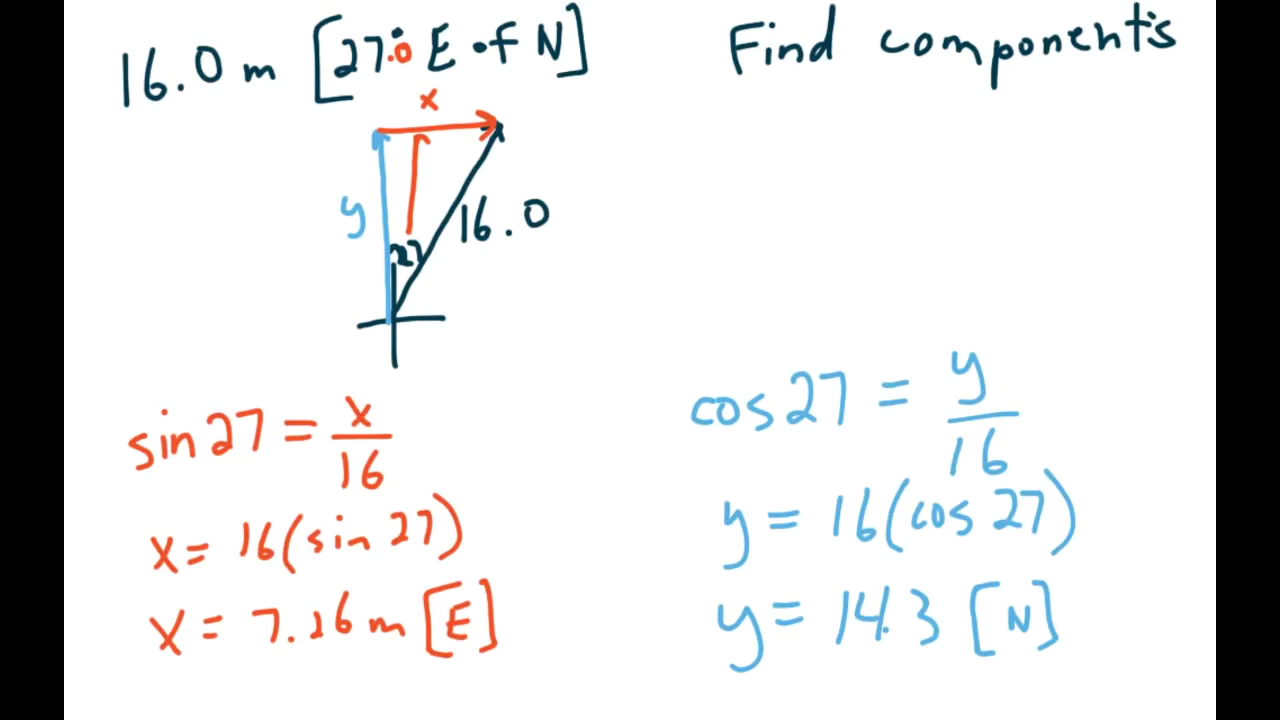 16.0 m [27.0° E of N]
Find components
x
y
16.0
27
sin 27 = x/16
x = 16(sin 27)
x = 7.26 m [E]
cos 27 = y/16
y = 16(cos 27)
y = 14.3 [N]